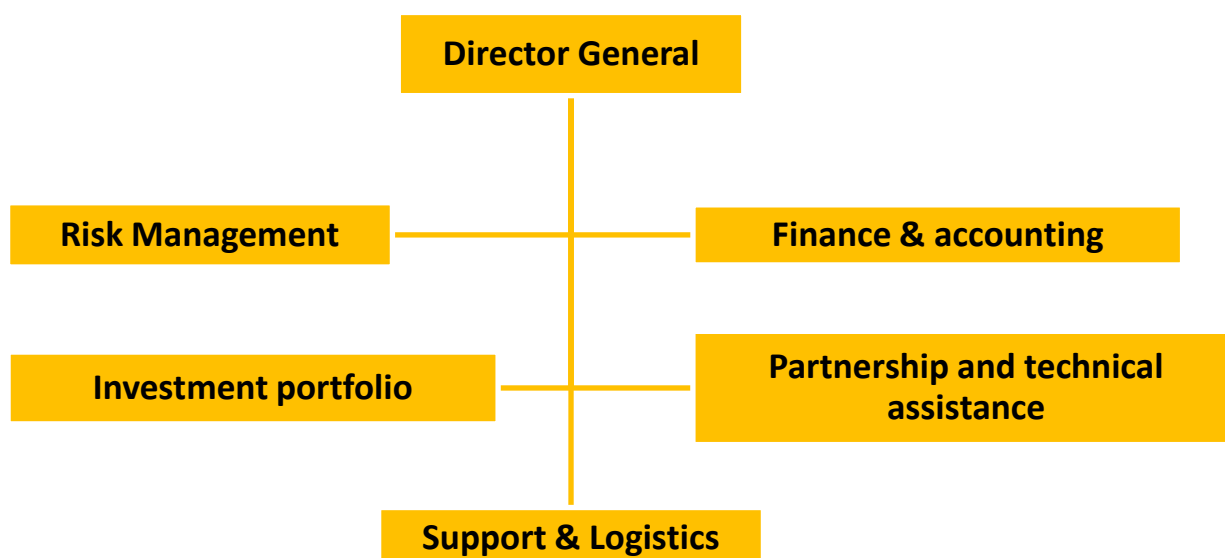 Director General
Risk Management
Finance & accounting
Investment portfolio
Partnership and technical
assistance
Support & Logistics